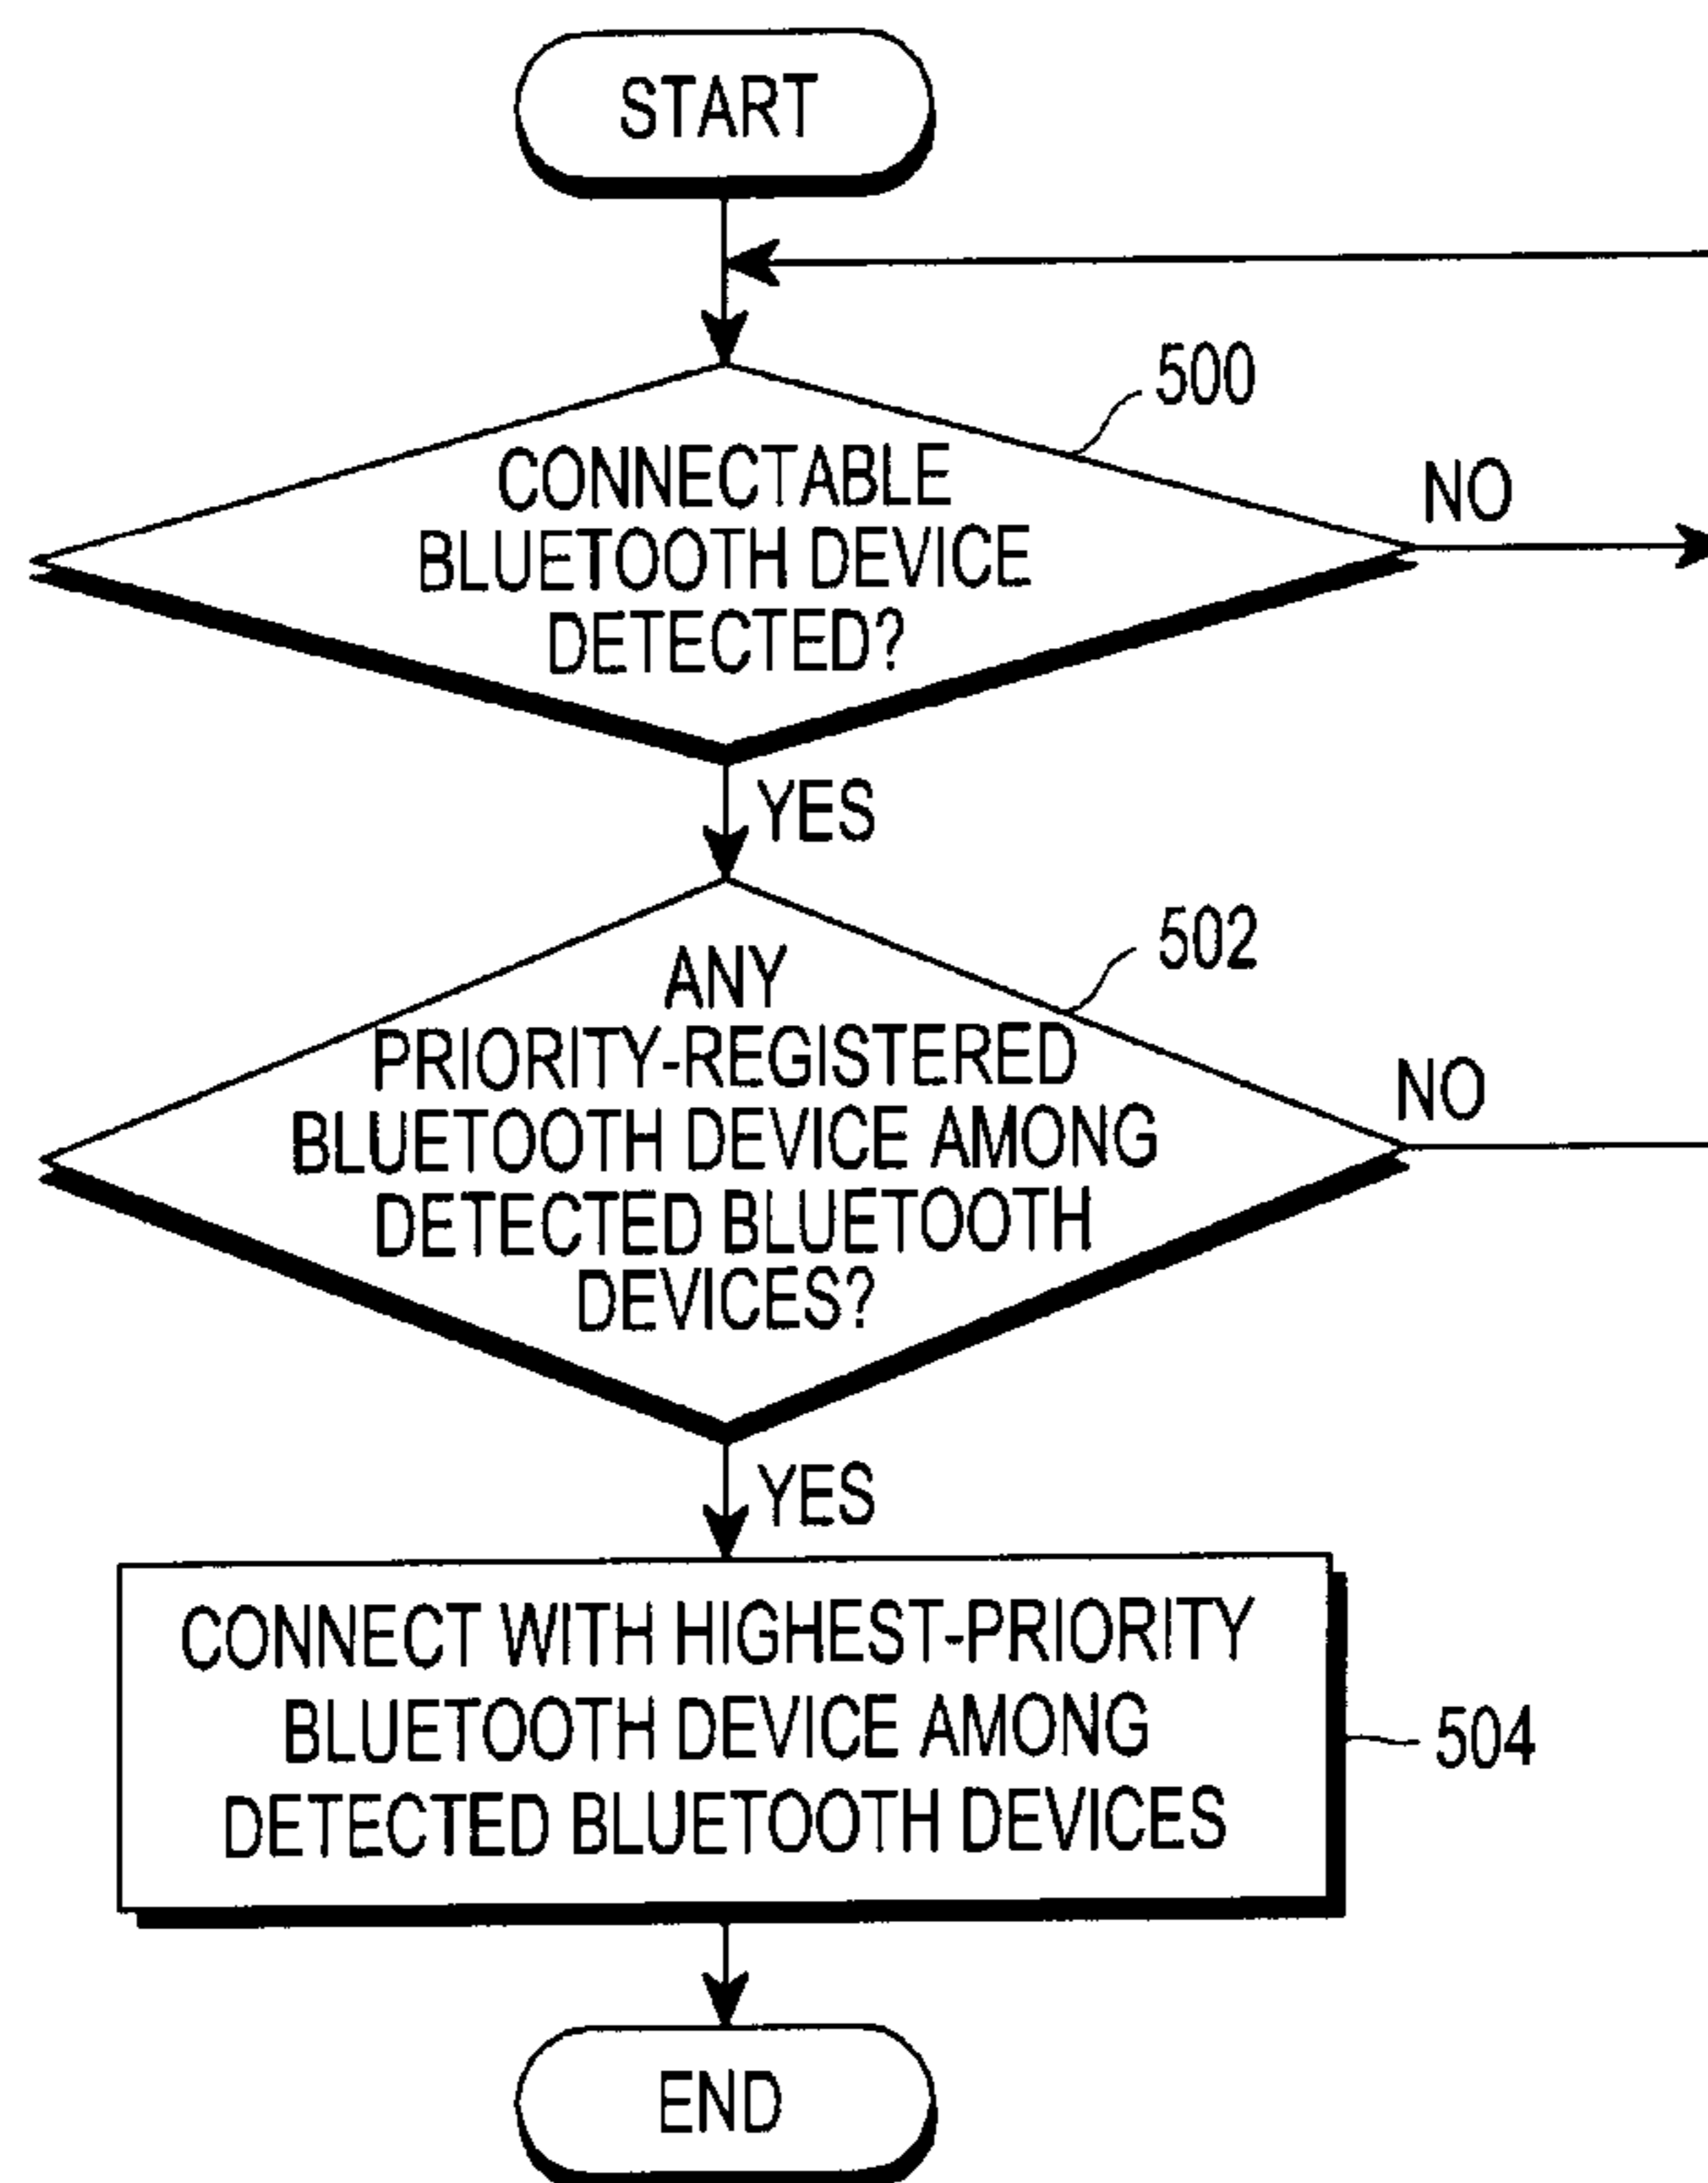 START
500
CONNECTABLE
BLUETOOTH DEVICE
DETECTED?
NO
YES
502
ANY
PRIORITY-REGISTERED
BLUETOOTH DEVICE AMONG
DETECTED BLUETOOTH
DEVICES?
NO
YES
CONNECT WITH HIGHEST-PRIORITY
BLUETOOTH DEVICE AMONG
DETECTED BLUETOOTH DEVICES
504
END